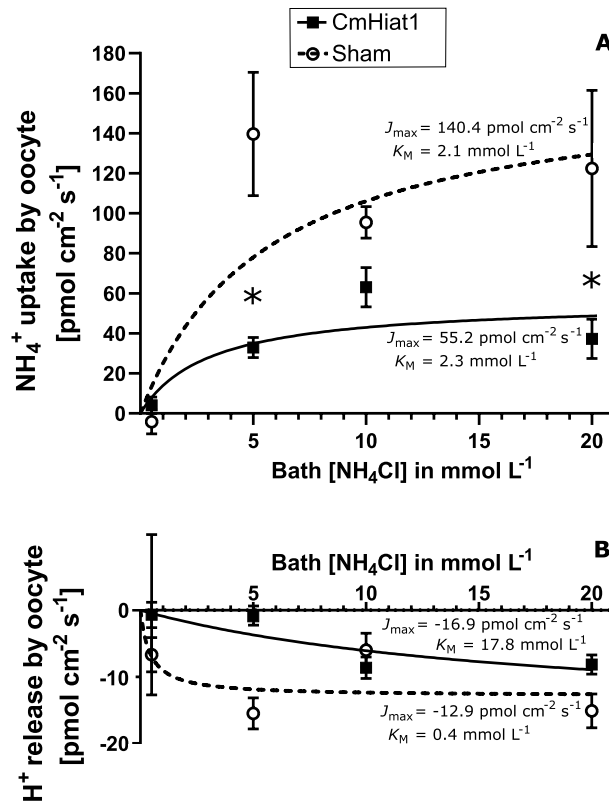 CmHiat1
Sham
A
180
160
140
120
100
80
60
40
20
0
NH₄⁺ uptake by oocyte
[pmol cm⁻² s⁻¹]
Jmax = 140.4 pmol cm⁻² s⁻¹
KM = 2.1 mmol L⁻¹
*
*
Jmax = 55.2 pmol cm⁻² s⁻¹
KM = 2.3 mmol L⁻¹
5 10 15 20
Bath [NH₄Cl] in mmol L⁻¹
B
Bath [NH₄Cl] in mmol L⁻¹
5 10 15 20
0
-10
-20
H⁺ release by oocyte
[pmol cm⁻² s⁻¹]
Jmax = -16.9 pmol cm⁻² s⁻¹
KM = 17.8 mmol L⁻¹
Jmax = -12.9 pmol cm⁻² s⁻¹
KM = 0.4 mmol L⁻¹